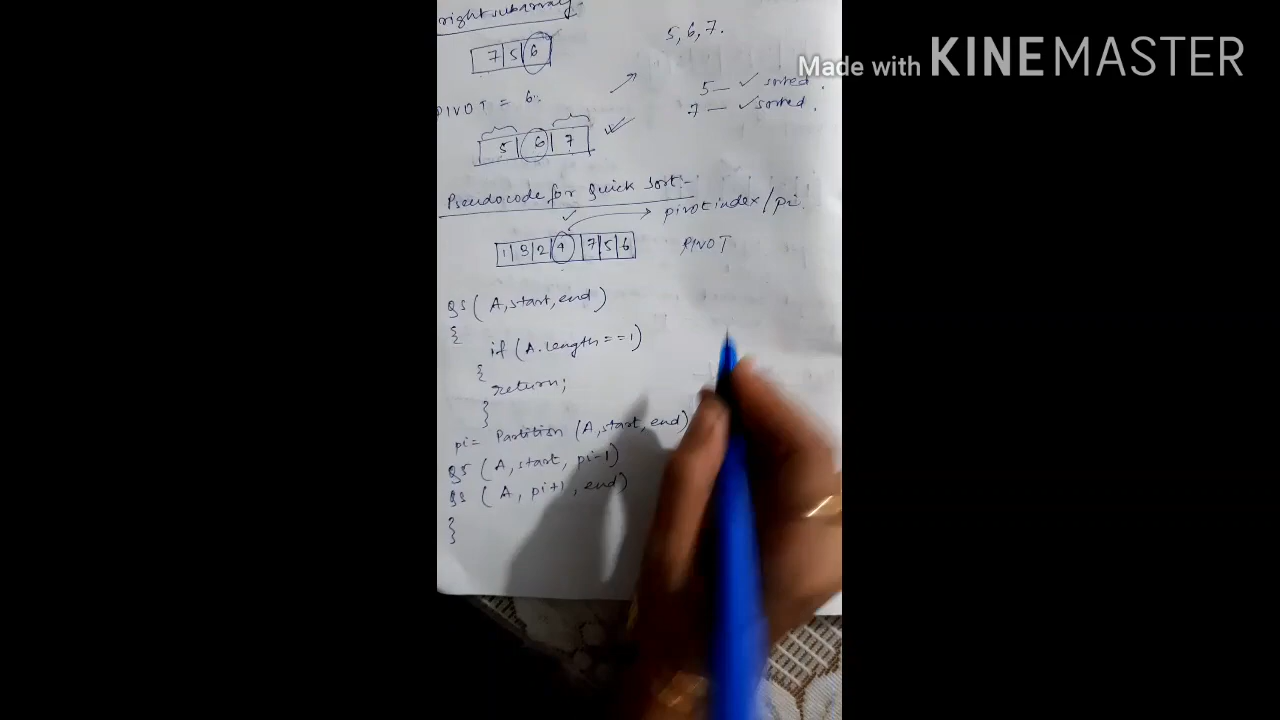 right subarray.
7 5 6
5, 6, 7.
Made with KINEMASTER
PIVOT = 6.
5 — ✓ sorted.
7 — ✓ sorted.
5 6 7
Pseudocode for Quick Sort:-
pivot index / pi
1 3 2 4 7 5 6
PIVOT
QS ( A, start, end )
{
if ( A.length == 1 )
{
return;
}
pi = Partition ( A, start, end )
QS ( A, start, pi-1 )
QS ( A, pi+1, end )
}